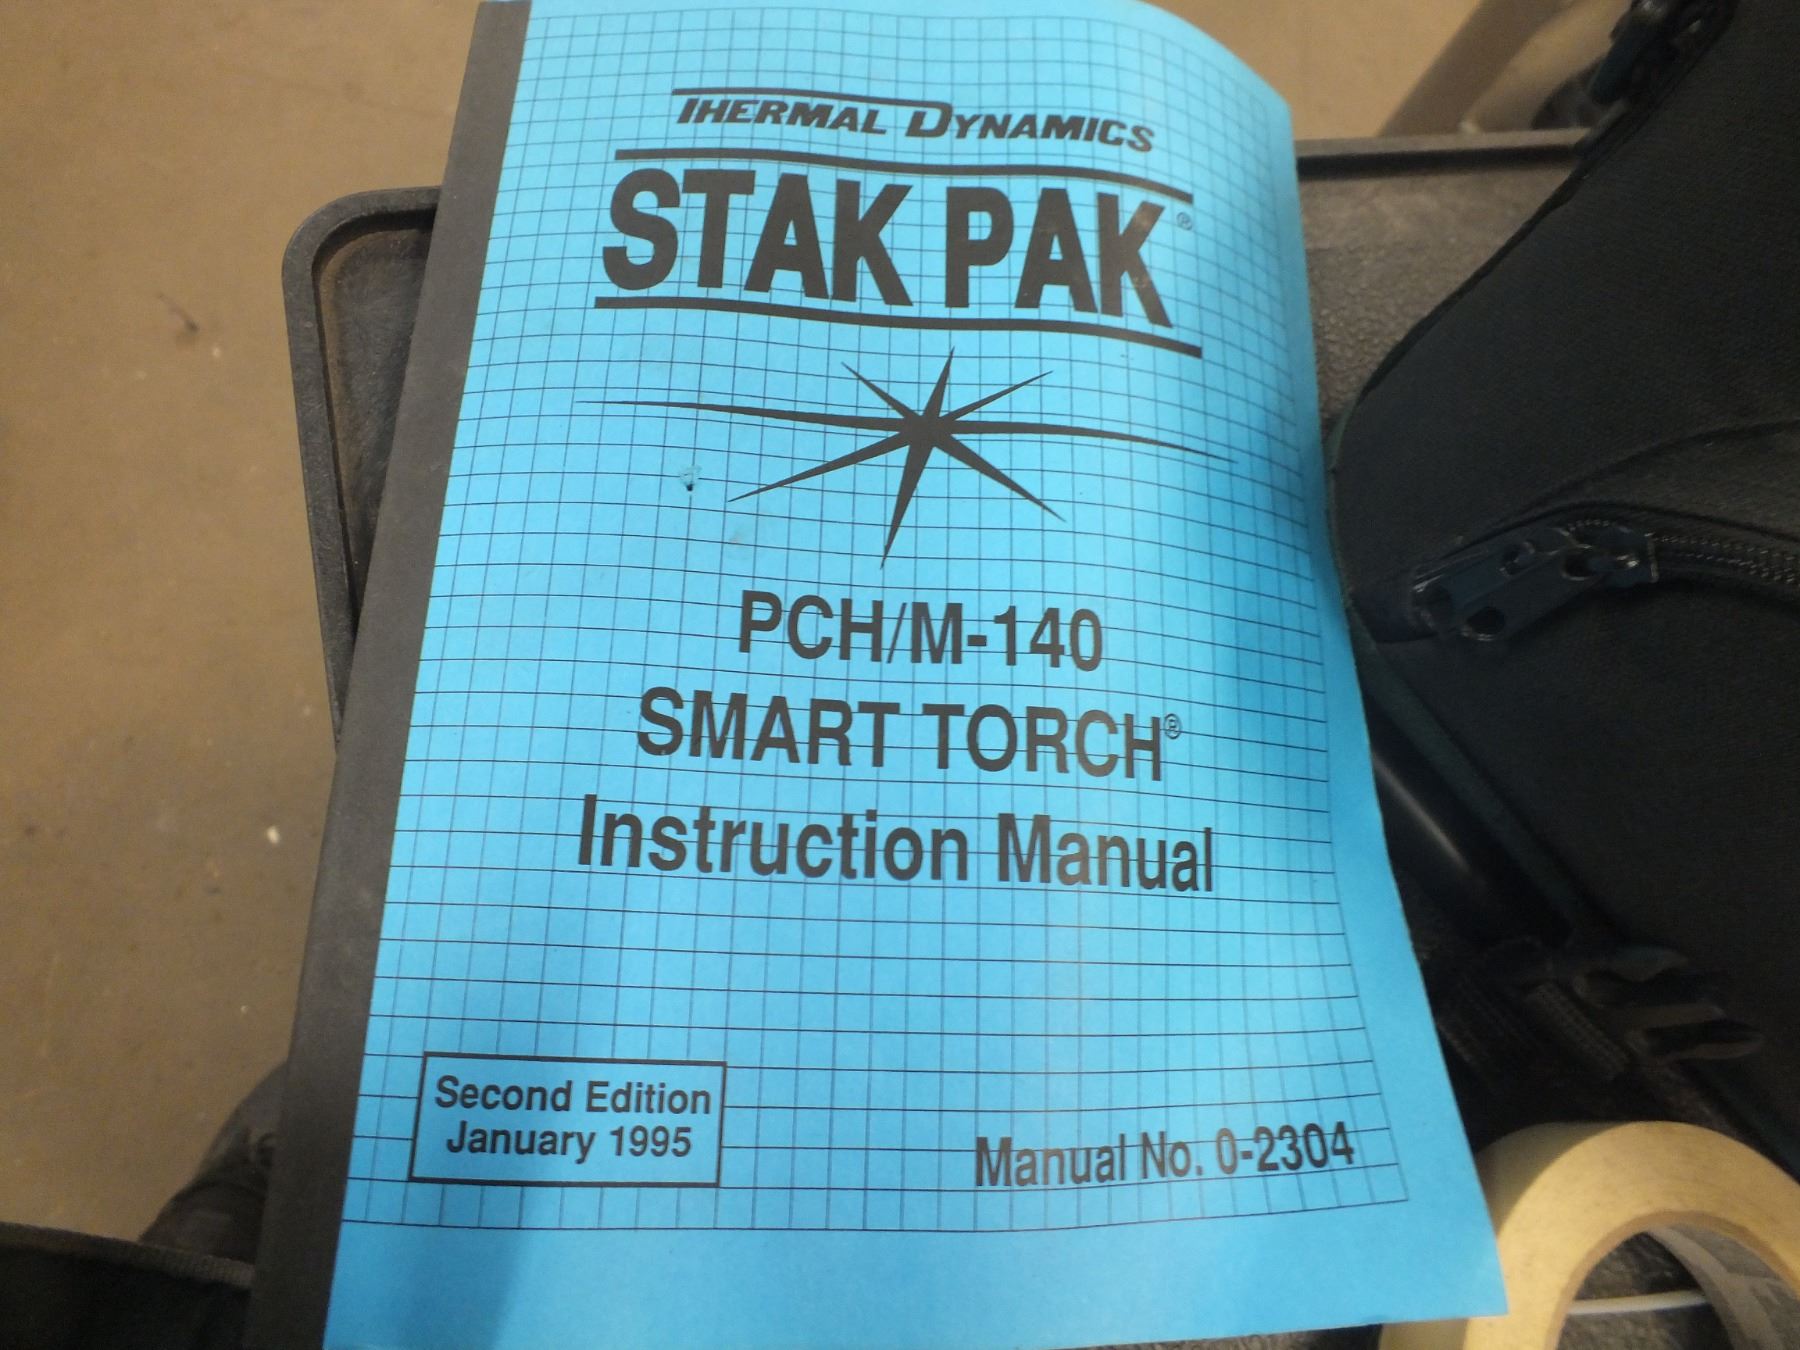 THERMAL DYNAMICS
STAK PAK®
PCH/M-140
SMART TORCH®
Instruction Manual
Second Edition
January 1995
Manual No. 0-2304